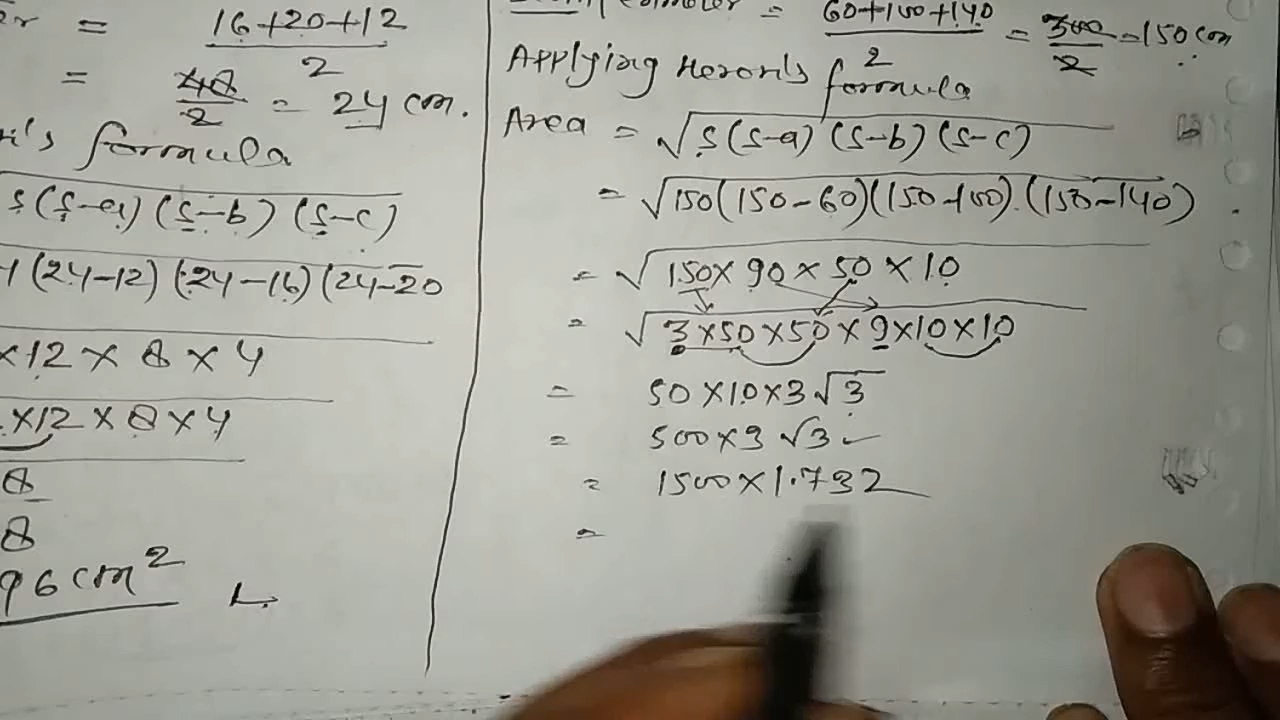 er = 16+20+12 / 2
= 48/2 = 24 cm.
n's formula
s(s-a)(s-b)(s-c)
(24-12)(24-16)(24-20
×12×8×4
×12×8×4
8
8
96 cm²
= 60+100+140 / 2 = 300/2 = 150 cm
Applying Heron's formula
Area = √s(s-a)(s-b)(s-c)
= √150(150-60)(150-100).(150-140)
= √150×90×50×10
= √3×50×50×9×10×10
= 50×10×3√3
= 500×3√3
= 1500×1.732
=